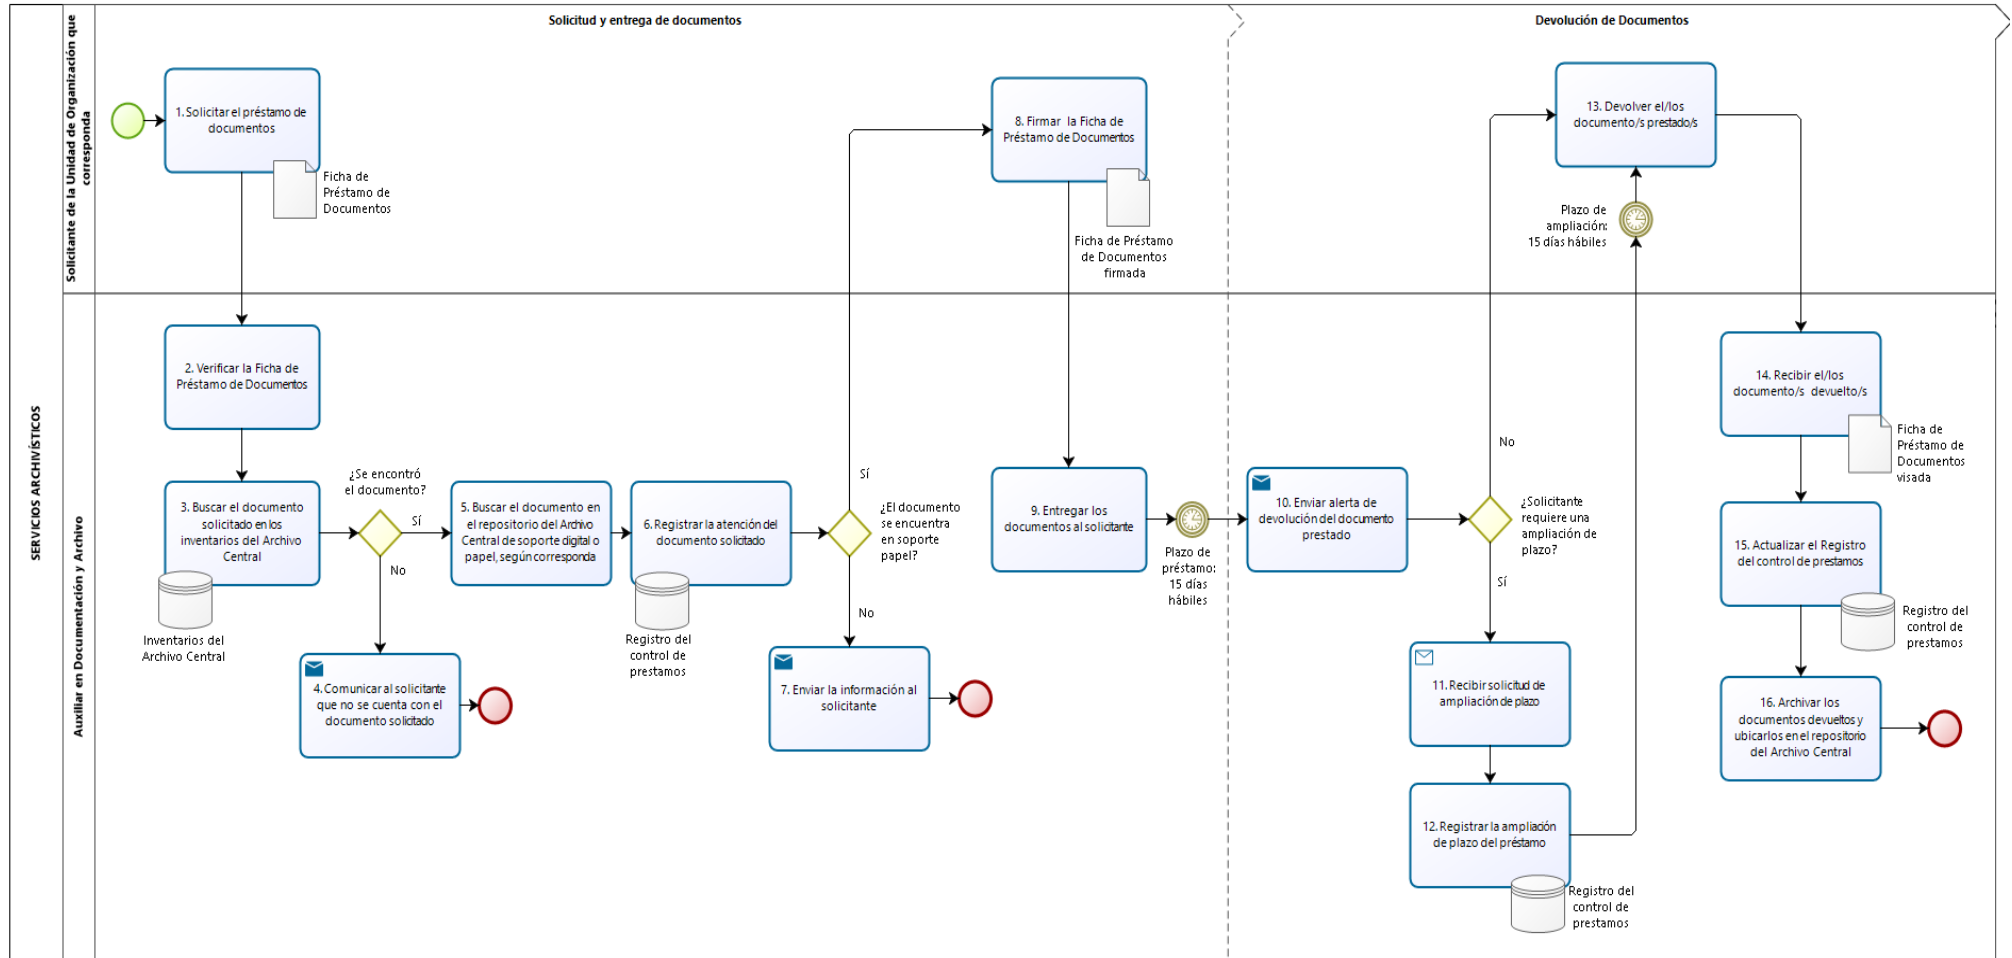 Solicitud y entrega de documentos
Devolución de Documentos
SERVICIOS ARCHIVÍSTICOS
Solicitante de la Unidad de Organización que
corresponda
Auxiliar en Documentación y Archivo
1. Solicitar el préstamo de
documentos
Ficha de
Préstamo de
Documentos
2. Verificar la Ficha de
Préstamo de Documentos
3. Buscar el documento
solicitado en los
inventarios del Archivo
Central
Inventarios del
Archivo Central
¿Se encontró
el documento?
Sí
No
4. Comunicar al solicitante
que no se cuenta con el
documento solicitado
5. Buscar el documento en
el repositorio del Archivo
Central de soporte digital o
papel, según corresponda
6. Registrar la atención del
documento solicitado
Registro del
control de
prestamos
¿El documento
se encuentra
en soporte
papel?
Sí
No
7. Enviar la información al
solicitante
8. Firmar la Ficha de
Préstamo de Documentos
Ficha de Préstamo
de Documentos
firmada
9. Entregar los
documentos al solicitante
Plazo de
préstamo:
15 días
hábiles
10. Enviar alerta de
devolución del documento
prestado
¿Solicitante
requiere una
ampliación de
plazo?
No
Sí
11. Recibir solicitud de
ampliación de plazo
12. Registrar la ampliación
de plazo del préstamo
Registro del
control de
prestamos
Plazo de
ampliación:
15 días hábiles
13. Devolver el/los
documento/s prestado/s
14. Recibir el/los
documento/s devuelto/s
Ficha de
Préstamo de
Documentos
visada
15. Actualizar el Registro
del control de prestamos
Registro del
control de
prestamos
16. Archivar los
documentos devueltos y
ubicarlos en el repositorio
del Archivo Central